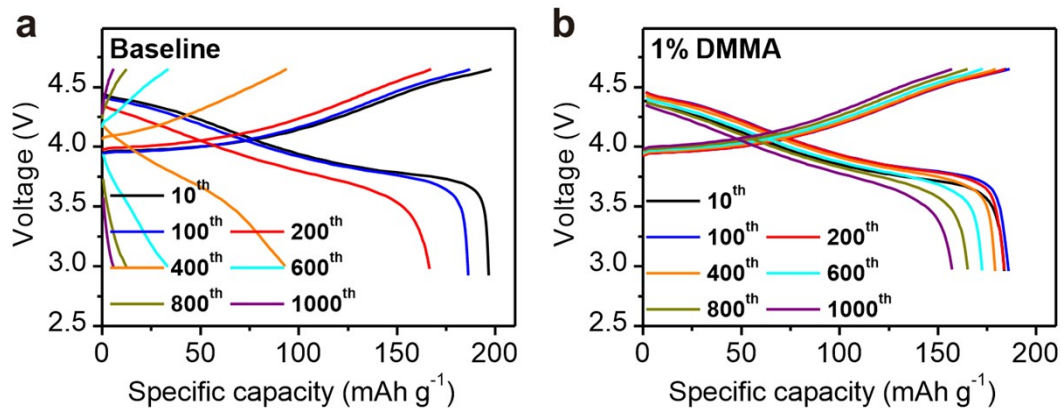 a
Baseline
Voltage (V)
4.5
4.0
3.5
3.0
2.5
10th
100th 200th
400th 600th
800th 1000th
0 50 100 150 200
Specific capacity (mAh g-1)
b
1% DMMA
Voltage (V)
4.5
4.0
3.5
3.0
2.5
10th
100th 200th
400th 600th
800th 1000th
0 50 100 150 200
Specific capacity (mAh g-1)